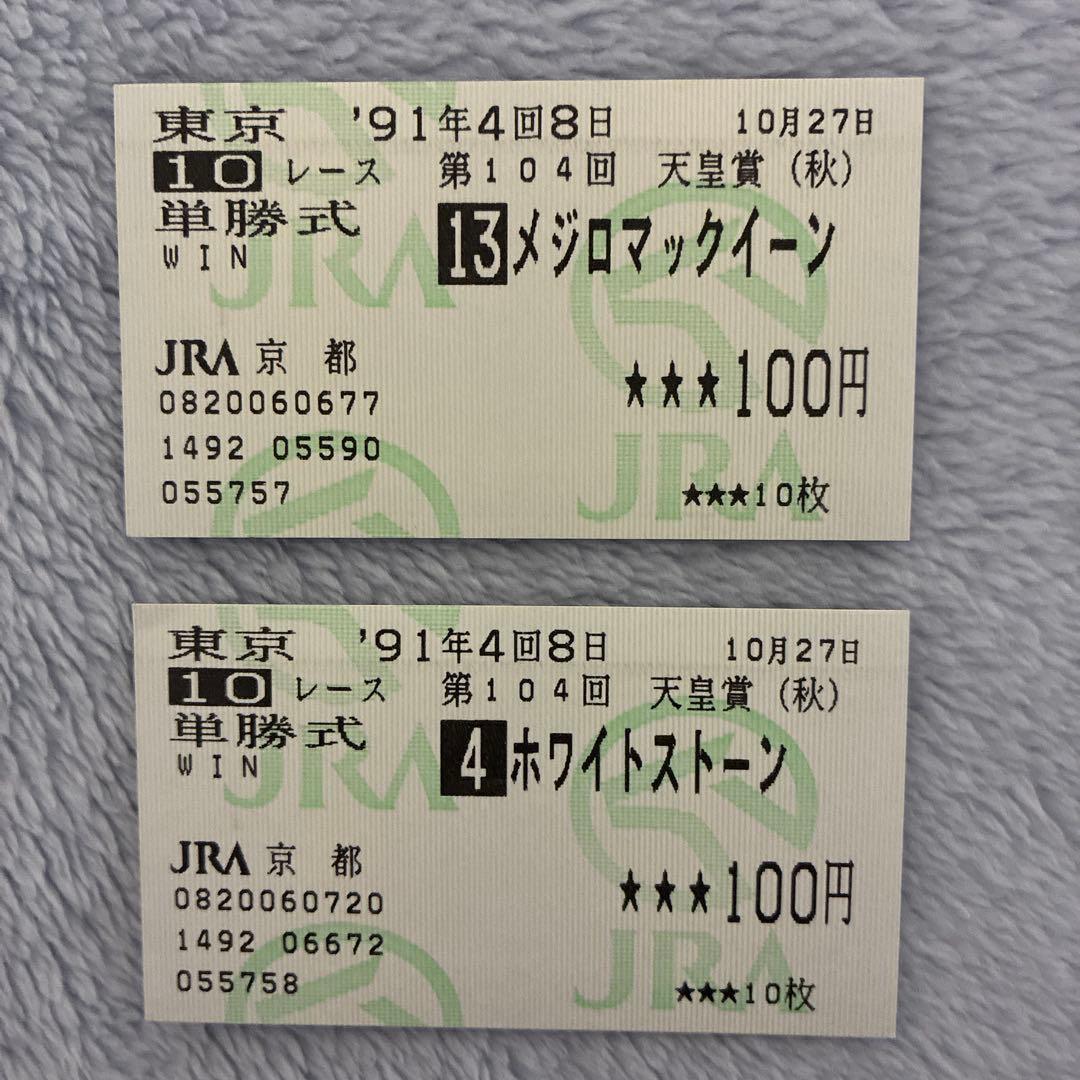 東京 '91年4回8日 10月27日
10 レース 第104回 天皇賞(秋)
単勝式
WIN
13 メジロマックイーン
JRA 京都
0820060677
★★★100円
1492 05590
055757
★★★10枚
JRA
JRA
東京 '91年4回8日 10月27日
10 レース 第104回 天皇賞(秋)
単勝式
WIN
4 ホワイトストーン
JRA 京都
0820060720
★★★100円
1492 06672
055758
★★★10枚
JRA
JRA